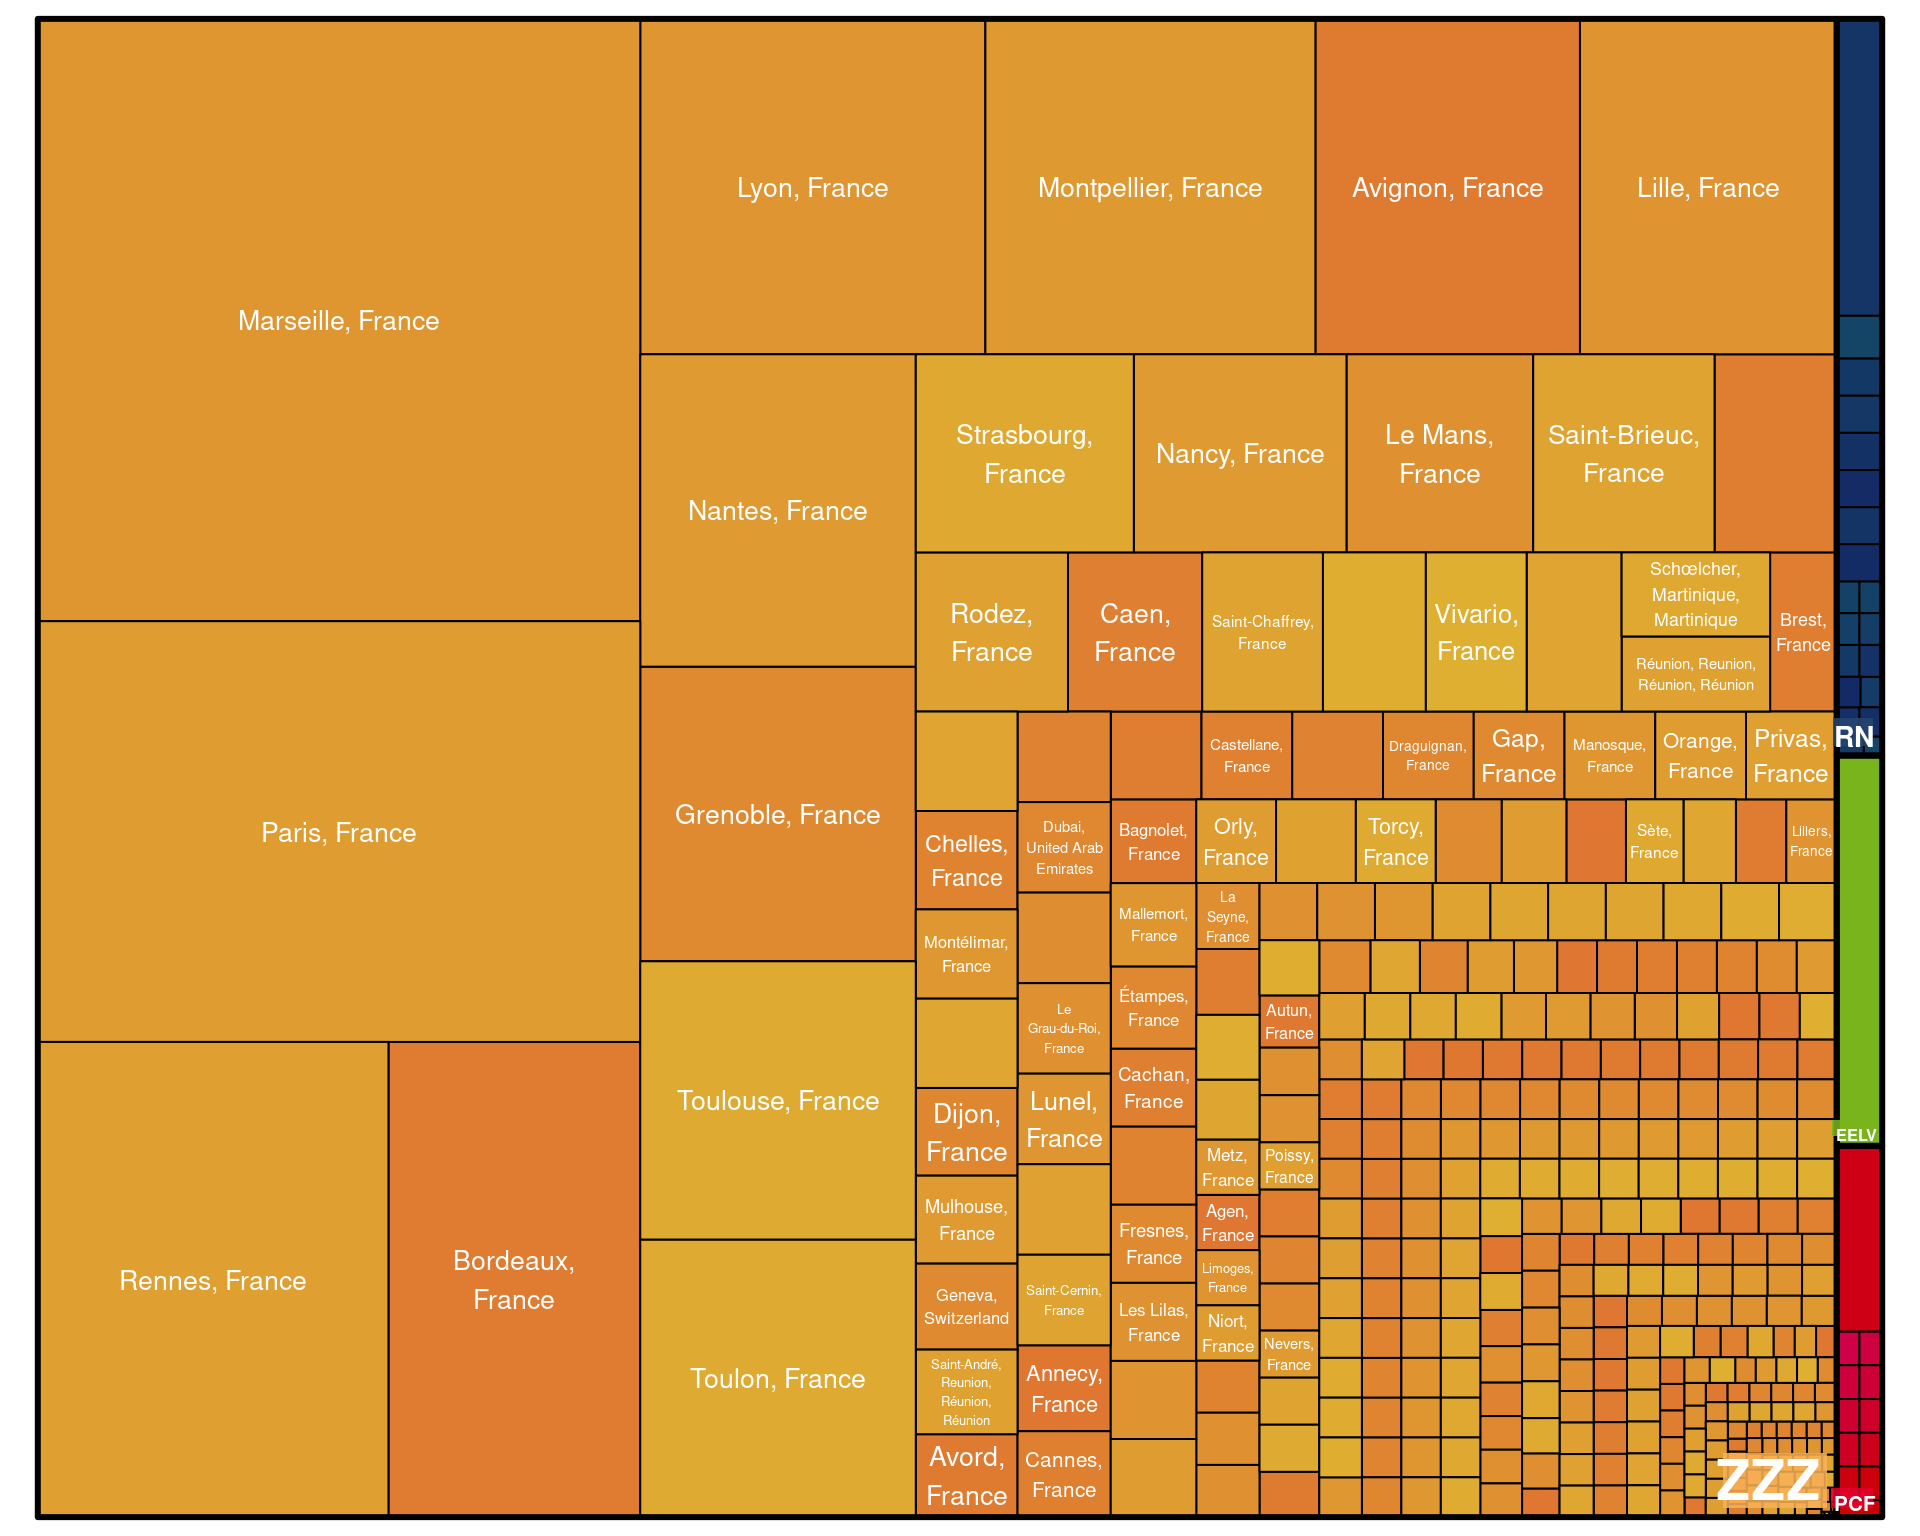 Marseille, France
Lyon, France
Montpellier, France
Avignon, France
Lille, France
Paris, France
Rennes, France
Bordeaux,
France
Nantes, France
Grenoble, France
Toulouse, France
Toulon, France
Strasbourg,
France
Nancy, France
Le Mans,
France
Saint-Brieuc,
France
Rodez,
France
Caen,
France
Saint-Chaffrey,
France
Vivario,
France
Schœlcher,
Martinique,
Martinique
Réunion, Reunion,
Réunion, Réunion
Brest,
France
Chelles,
France
Montélimar,
France
Dijon,
France
Mulhouse,
France
Geneva,
Switzerland
Saint-André,
Reunion,
Réunion,
Réunion
Avord,
France
Dubai,
United Arab
Emirates
Le
Grau-du-Roi,
France
Lunel,
France
Saint-Cernin,
France
Annecy,
France
Cannes,
France
Castellane,
France
Draguignan,
France
Gap,
France
Manosque,
France
Orange,
France
Privas,
France
Bagnolet,
France
Mallemort,
France
Étampes,
France
Cachan,
France
Fresnes,
France
Les Lilas,
France
Orly,
France
Torcy,
France
Sète,
France
Lillers,
France
La
Seyne,
France
Metz,
France
Agen,
France
Limoges,
France
Niort,
France
Autun,
France
Poissy,
France
Nevers,
France
ZZZ
RN
EELV
PCF